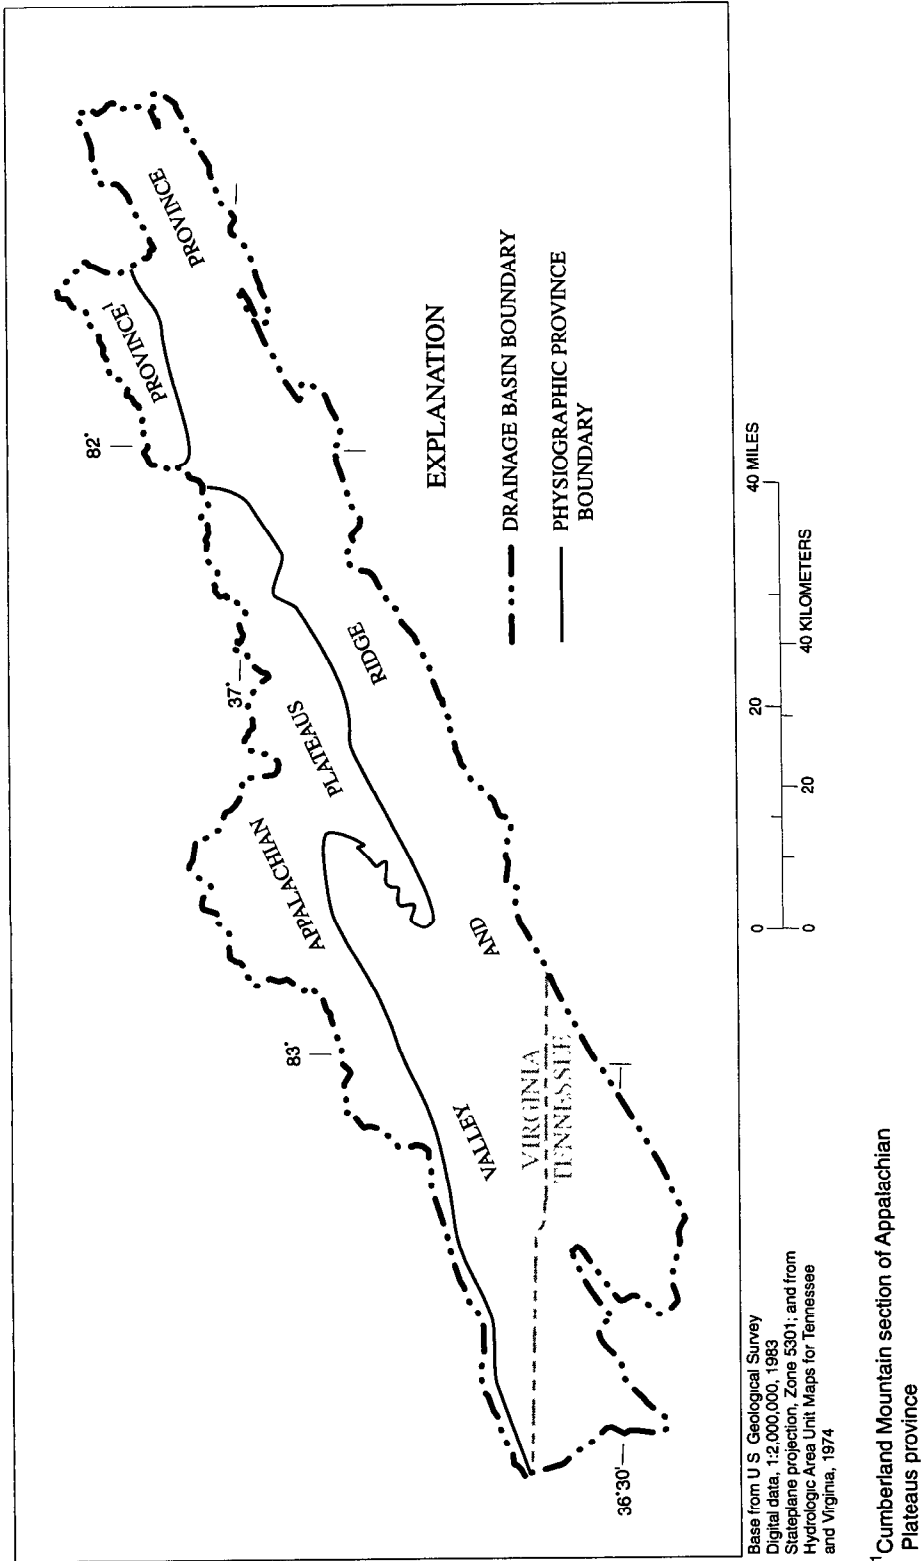 82°
PROVINCE¹
PROVINCE
37°
APPALACHIAN
PLATEAUS
RIDGE
83°
AND
VALLEY
VIRGINIA
TENNESSEE
36°30'
EXPLANATION
DRAINAGE BASIN BOUNDARY
PHYSIOGRAPHIC PROVINCE
BOUNDARY
0 20 40 MILES
0 20 40 KILOMETERS
Base from U S Geological Survey
Digital data, 1:2,000,000, 1983
Stateplane projection, Zone 5301; and from
Hydrologic Area Unit Maps for Tennessee
and Virginia, 1974
¹Cumberland Mountain section of Appalachian
Plateaus province